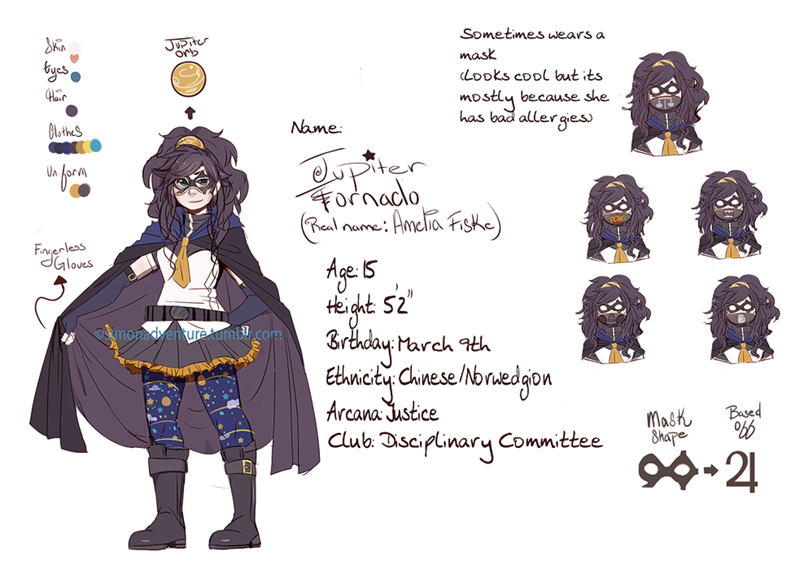 Skin
Eyes
Hair
Clothes
Uniform
Jupiter
Orb
Fingerless
Gloves
Name:
Jupiter
Tornado
(Real name: Amelia Fiske)
Age: 15
Height: 5'2"
Birthday: March 9th
Ethnicity: Chinese/Norwedgion
Arcana: Justice
Club: Disciplinary Committee
Sometimes wears a
mask
(Looks cool but its
mostly because she
has bad allergies)
Mask
Shape
Based
off